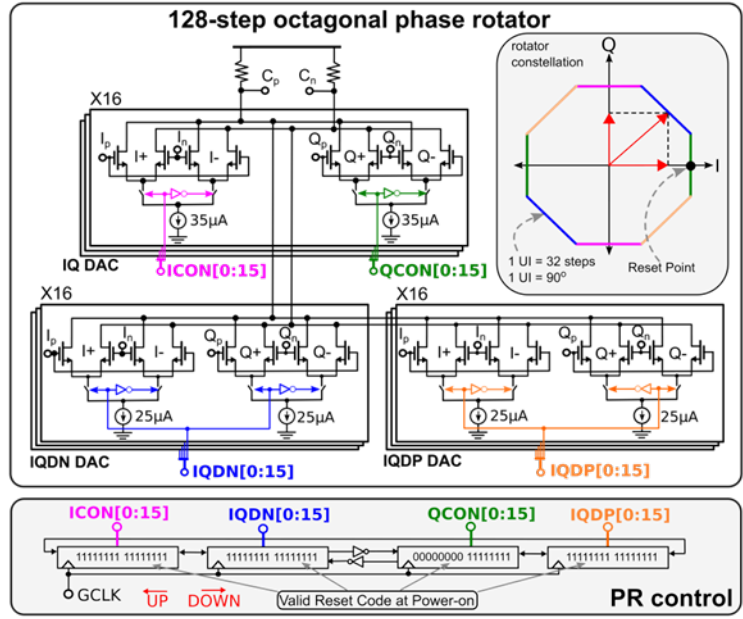 128-step octagonal phase rotator
rotator
constellation
Q
I
1 UI = 32 steps
1 UI = 90°
Reset Point
Cp Cn
X16
Ip I+ In I-
Qp Q+ Qn Q-
35µA 35µA
IQ DAC
ICON[0:15] QCON[0:15]
X16 X16
Ip I+ In I- Qp Q+ Qn Q-
Ip I+ In I- Qp Q+ Qn Q-
25µA 25µA 25µA 25µA
IQDN DAC IQDP DAC
IQDN[0:15] IQDP[0:15]
ICON[0:15] IQDN[0:15] QCON[0:15] IQDP[0:15]
11111111 11111111 11111111 11111111 00000000 11111111 11111111 11111111
GCLK UP DOWN Valid Reset Code at Power-on PR control